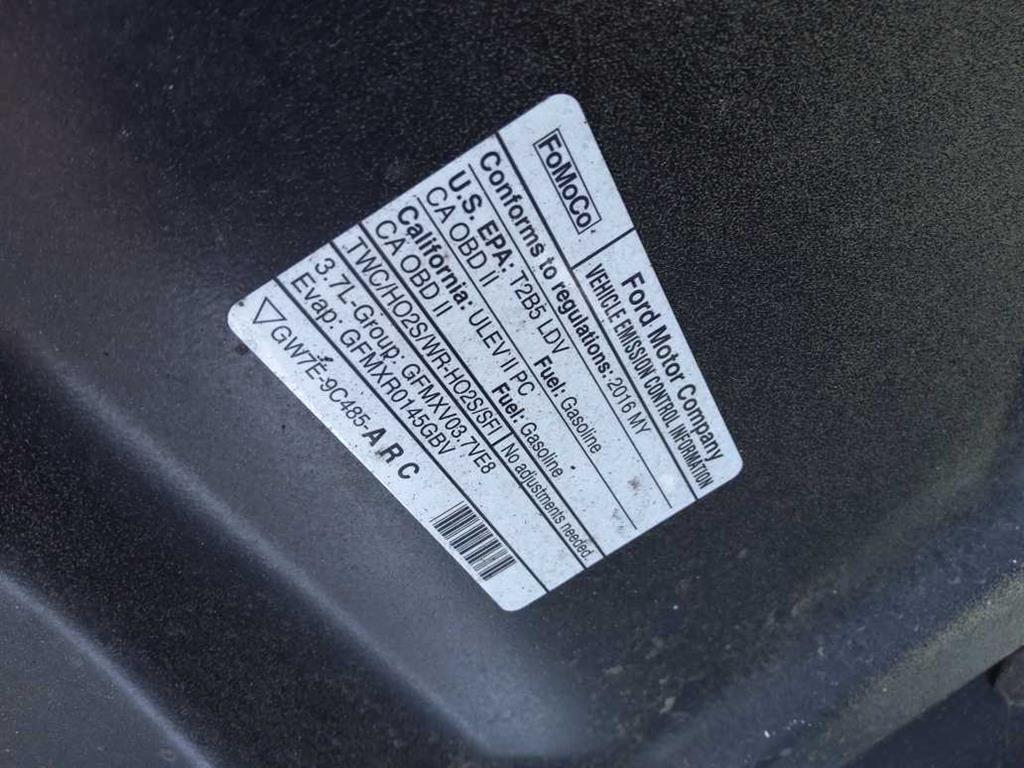 FoMoCo
Ford Motor Company
VEHICLE EMISSION CONTROL INFORMATION
Conforms to regulations: 2016 MY
U.S. EPA: T2B5 LDV Fuel: Gasoline
CA OBD II
California: ULEV II PC Fuel: Gasoline
CA OBD II
TWC/HO2S/WR-HO2S/SFI No adjustments needed.
3.7L-Group: GFMXV03.7VE8
Evap: GFMXR0145GBV
GW7E-9C485-ARC